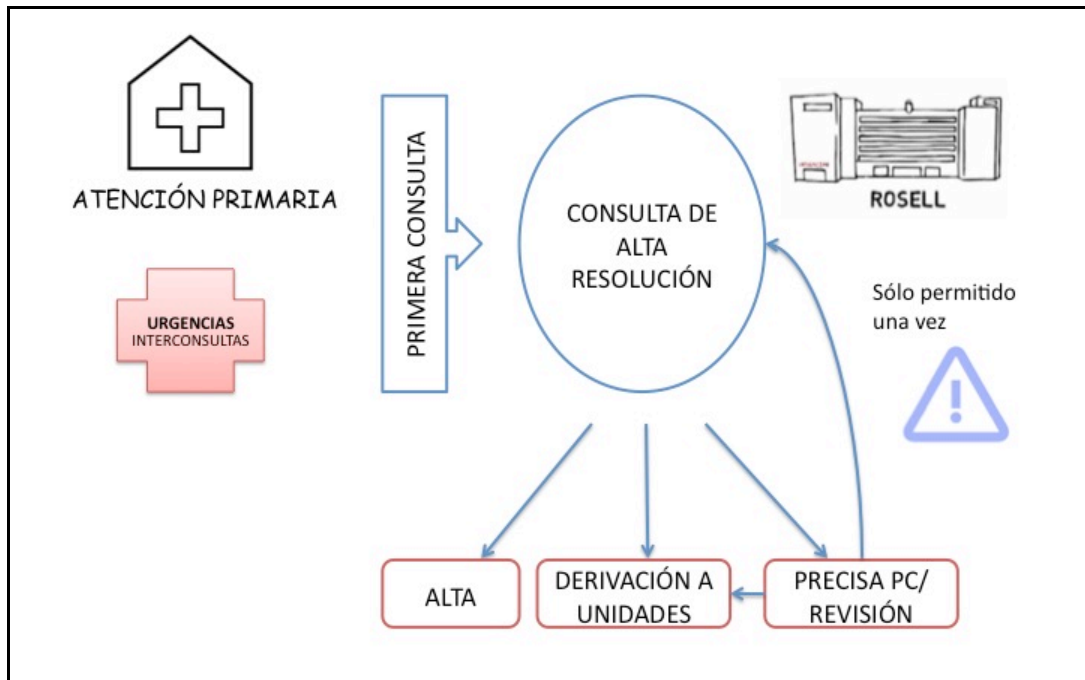 ATENCIÓN PRIMARIA
URGENCIAS
INTERCONSULTAS
PRIMERA CONSULTA
CONSULTA DE
ALTA
RESOLUCIÓN
ROSELL
Sólo permitido
una vez
!
ALTA
DERIVACIÓN A
UNIDADES
PRECISA PC/
REVISIÓN